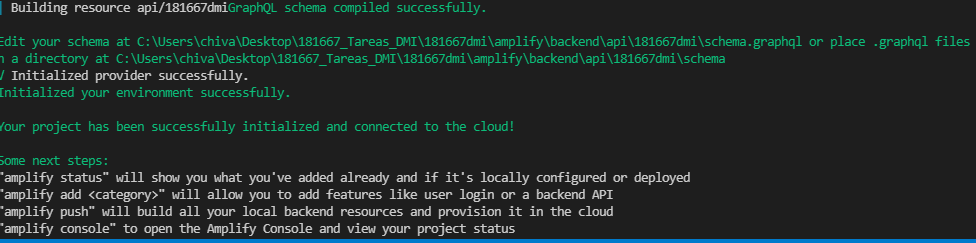 Building resource api/181667dmiGraphQL schema compiled successfully.
Edit your schema at C:\Users\chiva\Desktop\181667_Tareas_DMI\181667dmi\amplify\backend\api\181667dmi\schema.graphql or place .graphql files
n a directory at C:\Users\chiva\Desktop\181667_Tareas_DMI\181667dmi\amplify\backend\api\181667dmi\schema
√ Initialized provider successfully.
Initialized your environment successfully.
Your project has been successfully initialized and connected to the cloud!
Some next steps:
"amplify status" will show you what you've added already and if it's locally configured or deployed
"amplify add <category>" will allow you to add features like user login or a backend API
"amplify push" will build all your local backend resources and provision it in the cloud
"amplify console" to open the Amplify Console and view your project status